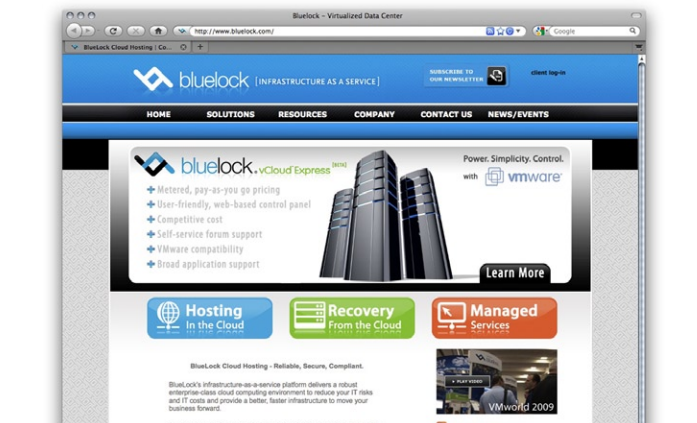 Bluelock - Virtualized Data Center
http://www.bluelock.com/
Google
BlueLock Cloud Hosting | Co...
bluelock [INFRASTRUCTURE AS A SERVICE]
SUBSCRIBE TO
OUR NEWSLETTER
client log-in
HOME SOLUTIONS RESOURCES COMPANY CONTACT US NEWS/EVENTS
bluelock.vCloud Express [BETA]
Metered, pay-as-you go pricing
User-friendly, web-based control panel
Competitive cost
Self-service forum support
VMware compatibility
Broad application support
Power. Simplicity. Control.
with vmware
Learn More
Hosting
In the Cloud
Recovery
From the Cloud
Managed
Services
BlueLock Cloud Hosting - Reliable, Secure, Compliant.
BlueLock's infrastructure-as-a-service platform delivers a robust
enterprise-class cloud computing environment to reduce your IT risks
and IT costs and provide a better, faster infrastructure to move your
business forward.
PLAY VIDEO
VMworld 2009